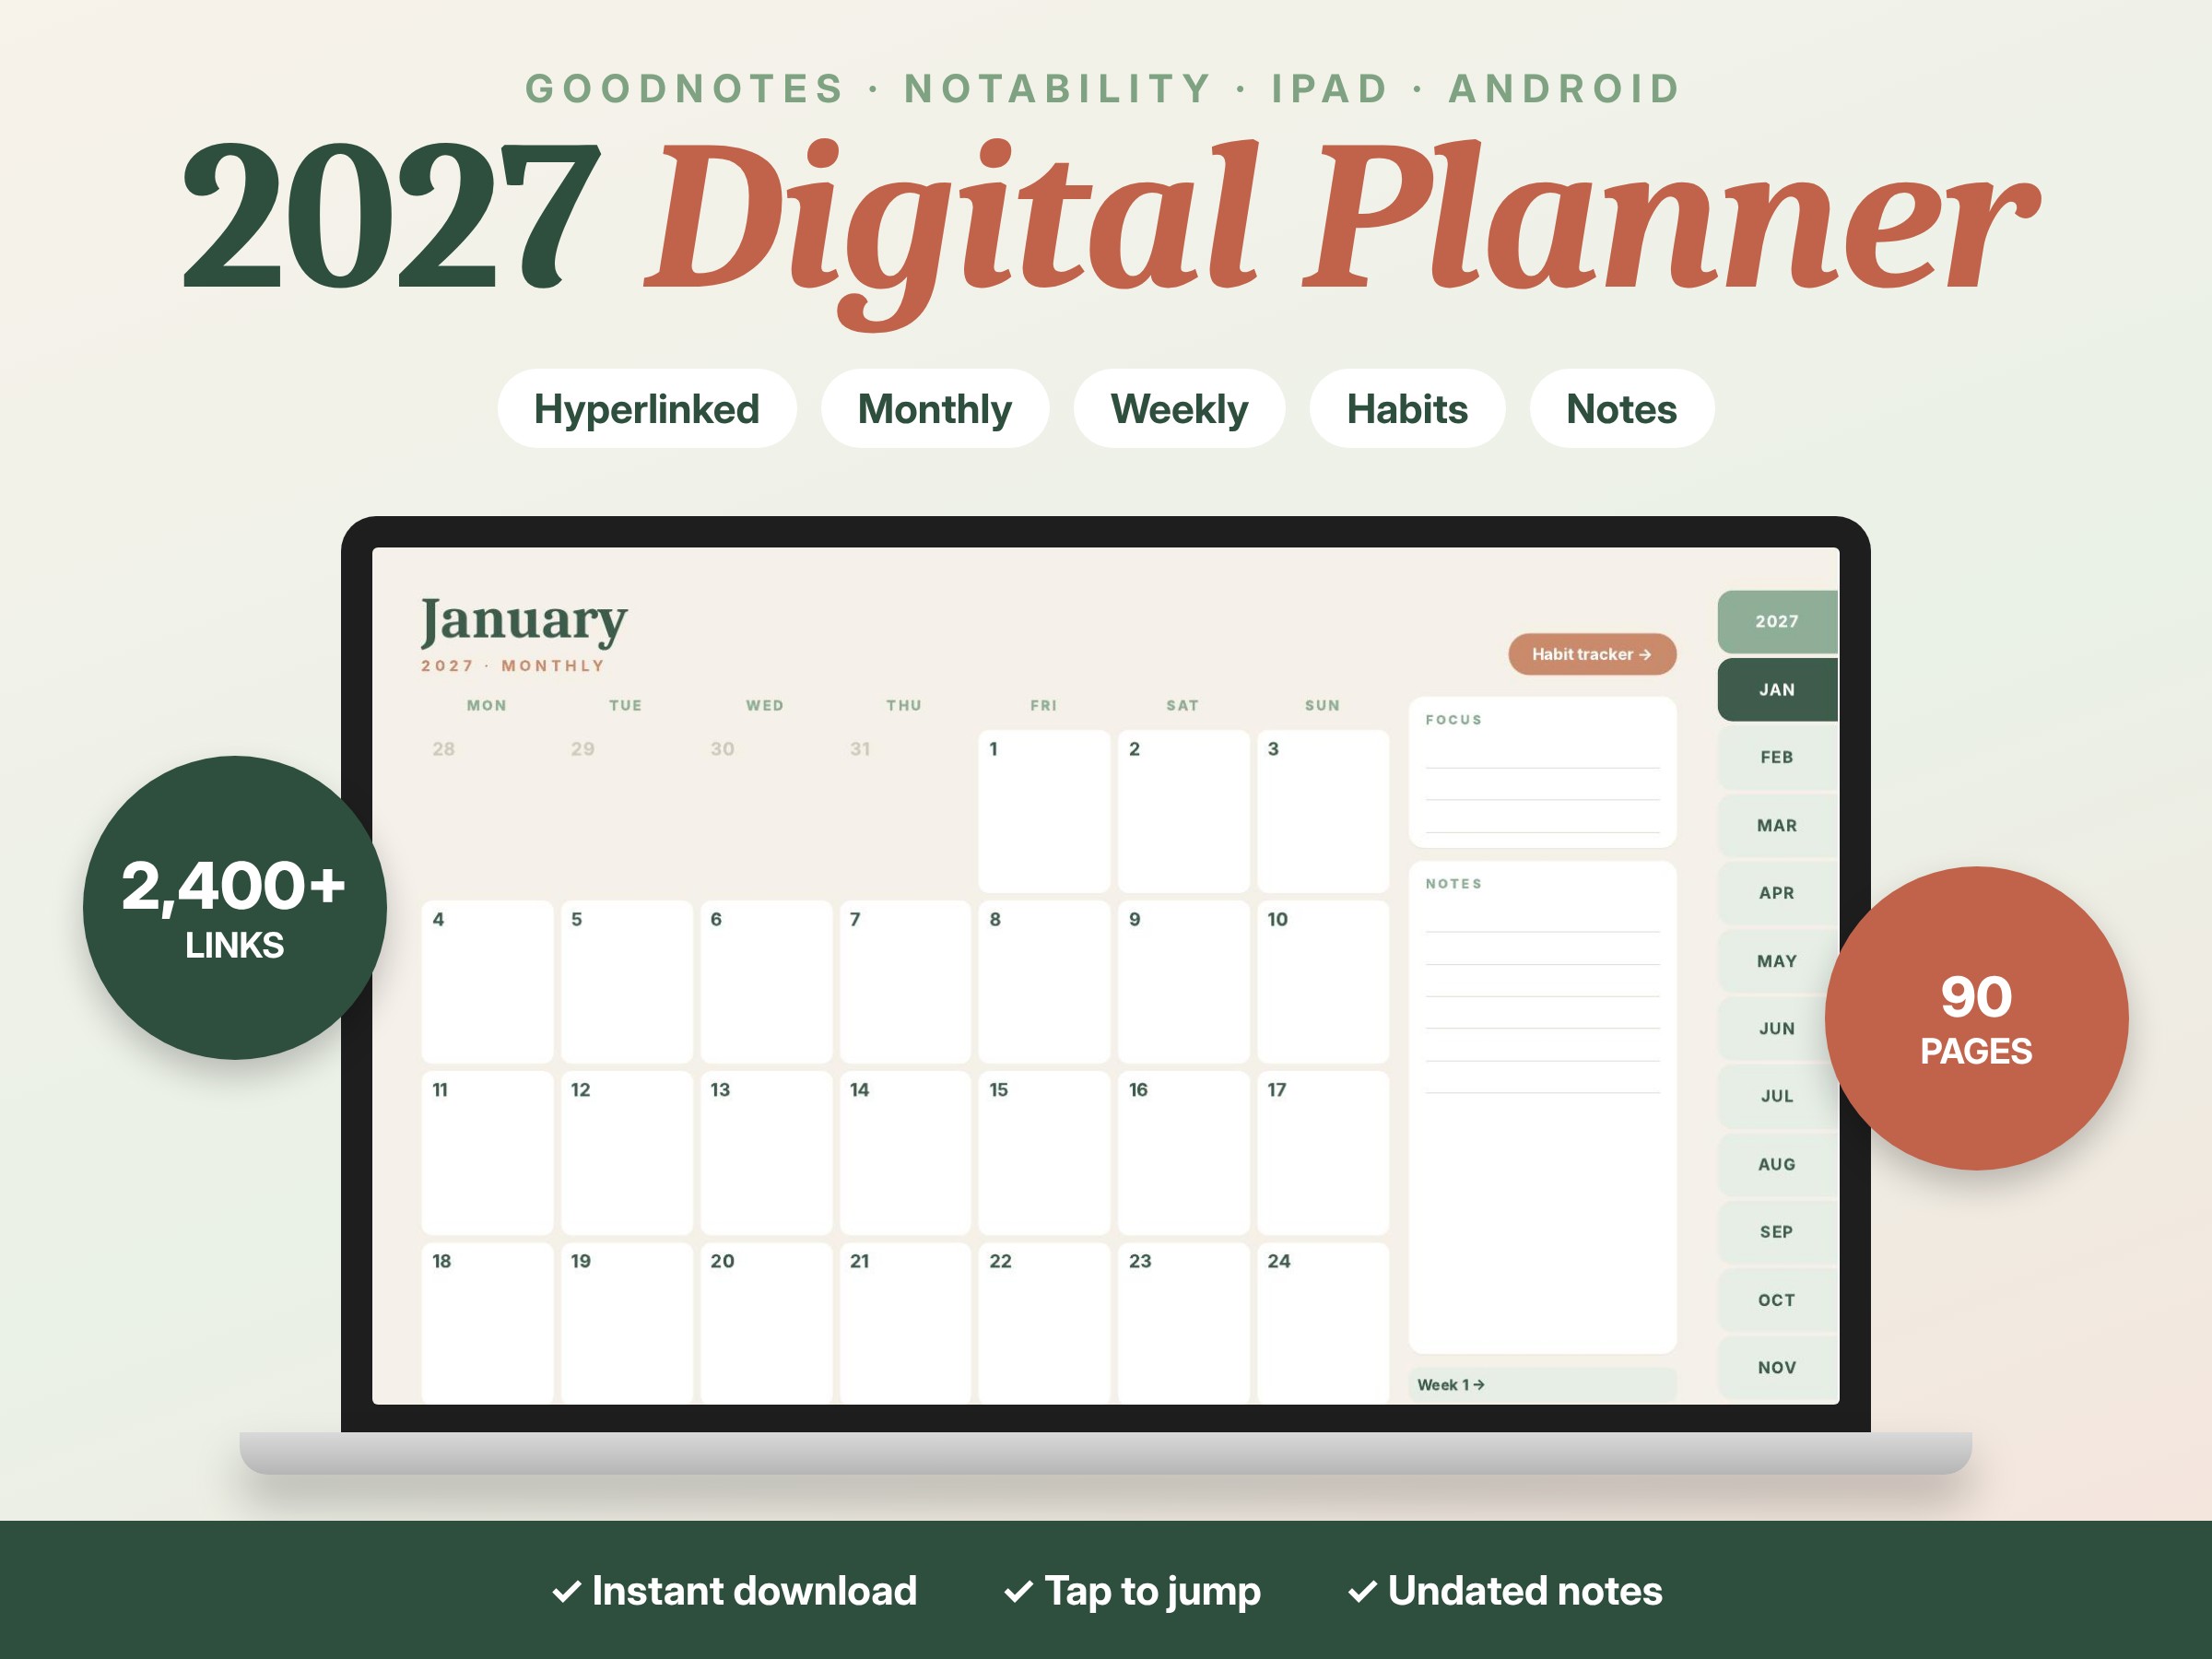 GOODNOTES · NOTABILITY · IPAD · ANDROID
2027 Digital Planner
Hyperlinked Monthly Weekly Habits Notes
January
2027 · MONTHLY
Habit tracker →
MON TUE WED THU FRI SAT SUN
28 29 30 31 1 2 3
4 5 6 7 8 9 10
11 12 13 14 15 16 17
18 19 20 21 22 23 24
FOCUS
NOTES
Week 1 →
2027
JAN
FEB
MAR
APR
MAY
JUN
JUL
AUG
SEP
OCT
NOV
2,400+
LINKS
90
PAGES
✓ Instant download ✓ Tap to jump ✓ Undated notes